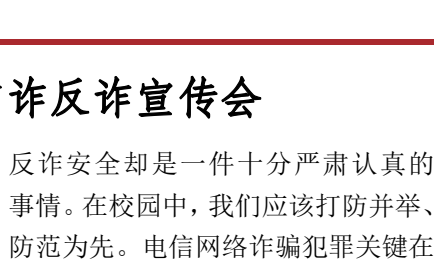 诈反诈宣传会
反诈安全却是一件十分严肃认真的
事情。在校园中，我们应该打防并举、
防范为先。电信网络诈骗犯罪关键在